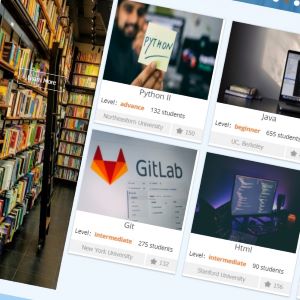 Learn More
PYTHON
Python II
Level: advance 132 students
Northeastern University
150
Java
Level: beginner 655 students
UC, Berkeley
GitLab
Git
Level: intermediate 275 students
New York University
132
Html
Level: intermediate 90 students
Stanford University
156